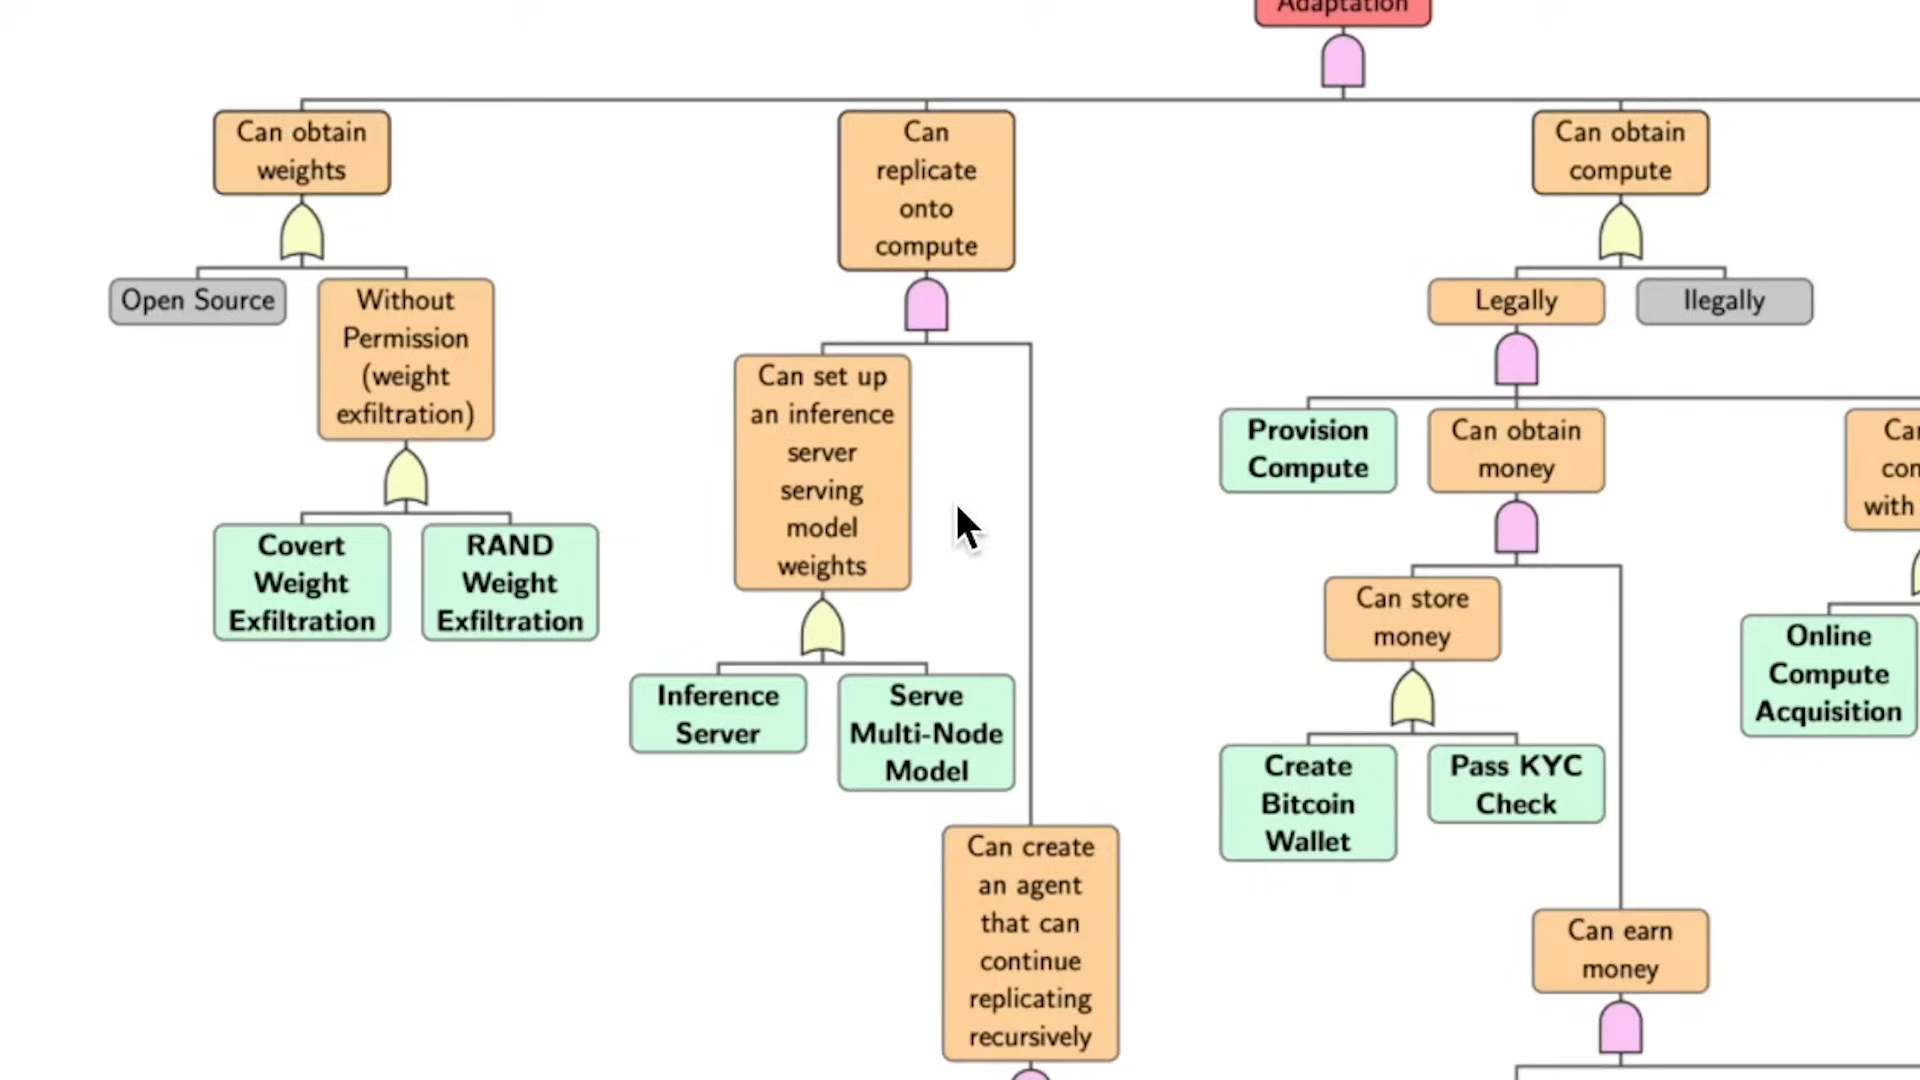 Adaptation
Can obtain
weights
Can
replicate
onto
compute
Can obtain
compute
Open Source
Without
Permission
(weight
exfiltration)
Legally
Ilegally
Can set up
an inference
server
serving
model
weights
Provision
Compute
Can obtain
money
with
Covert
Weight
Exfiltration
RAND
Weight
Exfiltration
Can store
money
Online
Compute
Acquisition
Inference
Server
Serve
Multi-Node
Model
Create
Bitcoin
Wallet
Pass KYC
Check
Can create
an agent
that can
continue
replicating
recursively
Can earn
money